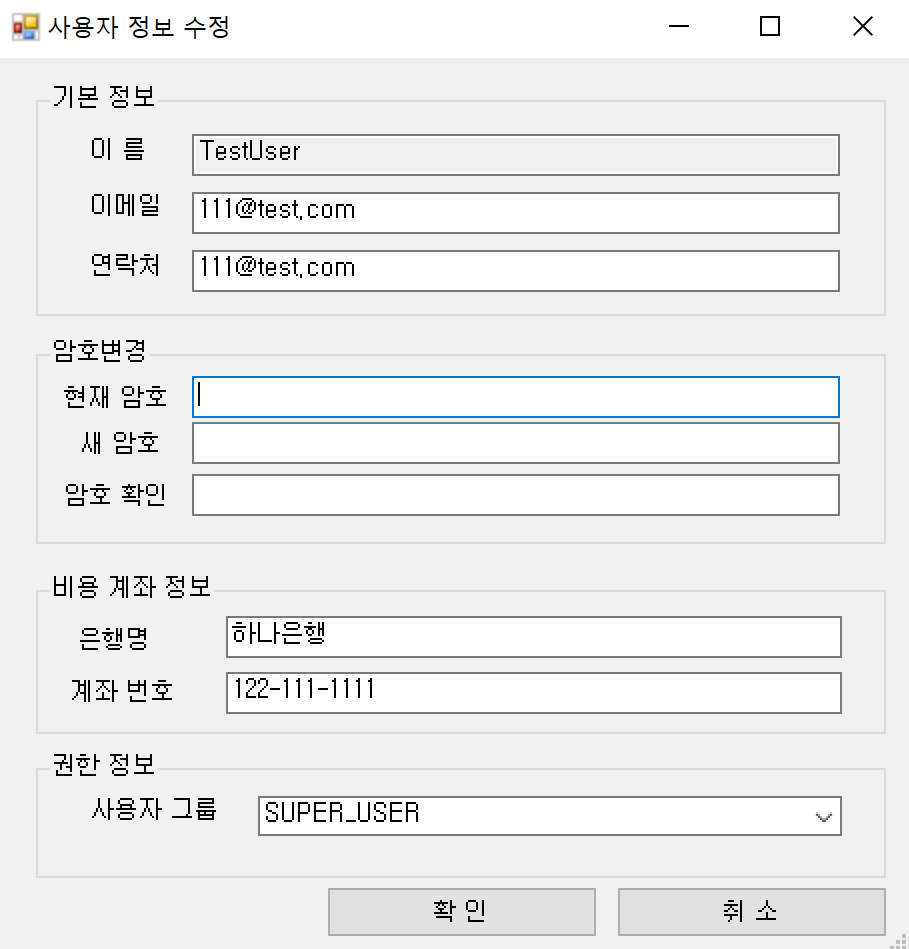 사용자 정보 수정
기본 정보
이 름 TestUser
이메일 111@test.com
연락처 111@test.com
암호변경
현재 암호
새 암호
암호 확인
비용 계좌 정보
은행명 하나은행
계좌 번호 122-111-1111
권한 정보
사용자 그룹 SUPER_USER
확 인 취 소